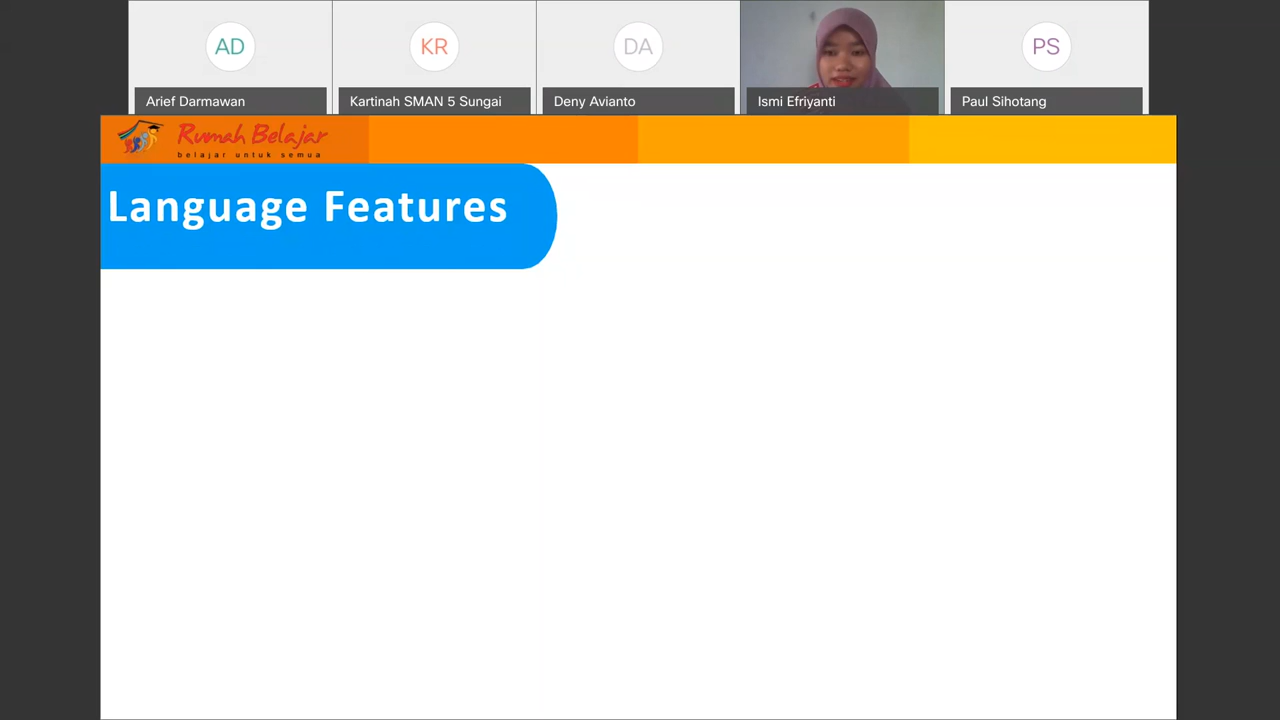 AD
KR
DA
PS
Arief Darmawan
Kartinah SMAN 5 Sungai
Deny Avianto
Ismi Efriyanti
Paul Sihotang
Rumah Belajar
belajar untuk semua
Language Features